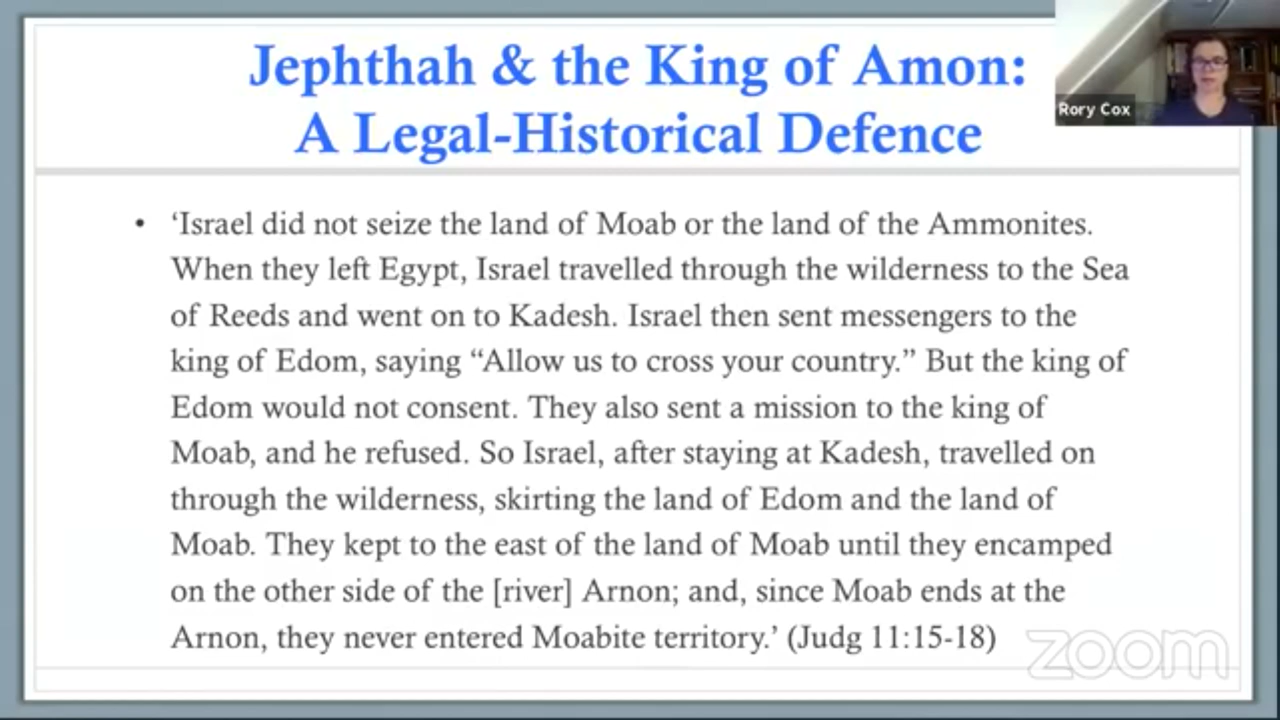 Jephthah & the King of Amon:
A Legal-Historical Defence
Rory Cox
• ‘Israel did not seize the land of Moab or the land of the Ammonites.
When they left Egypt, Israel travelled through the wilderness to the Sea
of Reeds and went on to Kadesh. Israel then sent messengers to the
king of Edom, saying “Allow us to cross your country.” But the king of
Edom would not consent. They also sent a mission to the king of
Moab, and he refused. So Israel, after staying at Kadesh, travelled on
through the wilderness, skirting the land of Edom and the land of
Moab. They kept to the east of the land of Moab until they encamped
on the other side of the [river] Arnon; and, since Moab ends at the
Arnon, they never entered Moabite territory.’ (Judg 11:15-18)
zoom